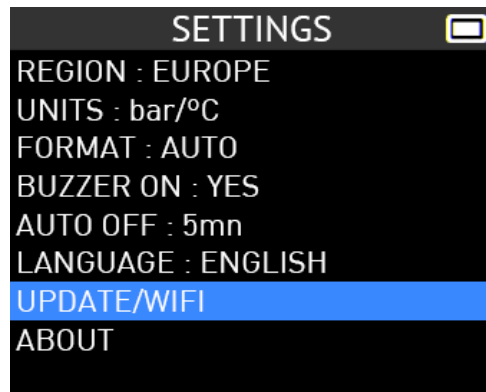 SETTINGS
REGION : EUROPE
UNITS : bar/ºC
FORMAT : AUTO
BUZZER ON : YES
AUTO OFF : 5mn
LANGUAGE : ENGLISH
UPDATE/WIFI
ABOUT